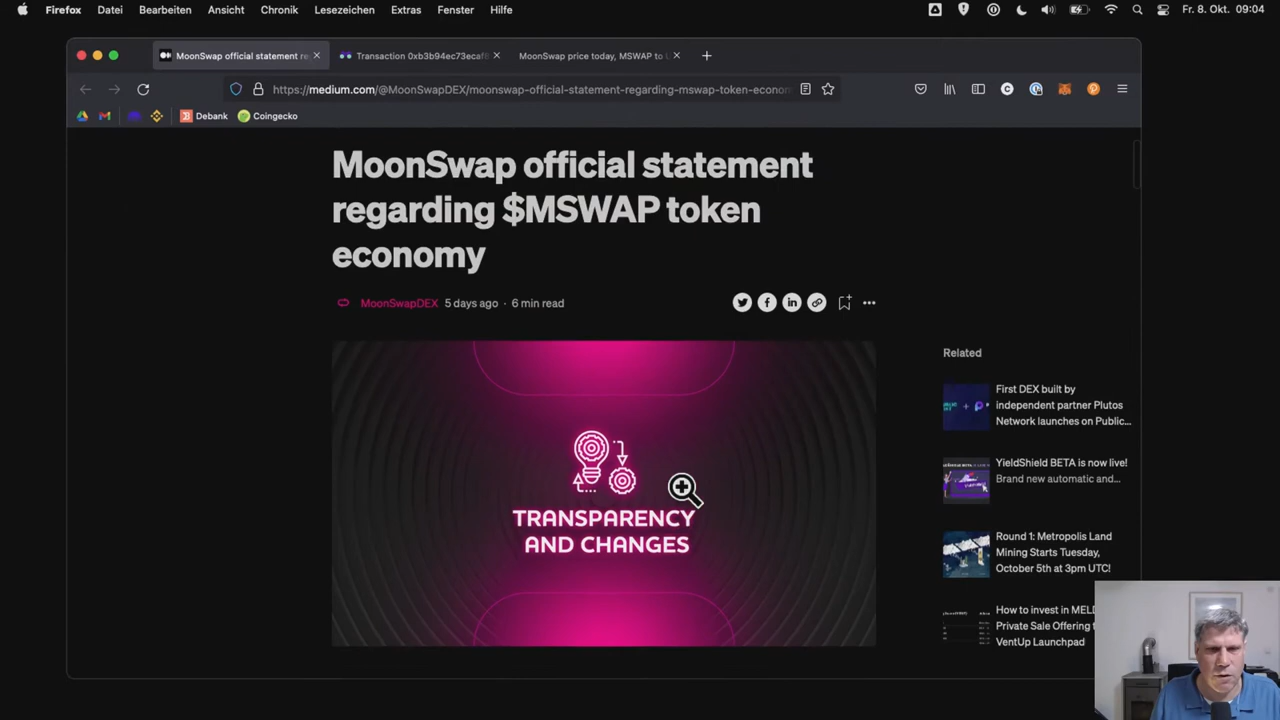 Firefox Datei Bearbeiten Ansicht Chronik Lesezeichen Extras Fenster Hilfe Fr. 8. Okt. 09:04
MoonSwap official statement re
Transaction 0xb3b94ec73ecaf8
MoonSwap price today, MSWAP to
https://medium.com/@MoonSwapDEX/moonswap-official-statement-regarding-mswap-token-econom
Debank Coingecko
MoonSwap official statement
regarding $MSWAP token
economy
MoonSwapDEX 5 days ago · 6 min read
TRANSPARENCY
AND CHANGES
Related
First DEX built by
independent partner Plutos
Network launches on Public...
YieldShield BETA is now live!
Brand new automatic and...
Round 1: Metropolis Land
Mining Starts Tuesday,
October 5th at 3pm UTC!
How to invest in MELD
Private Sale Offering
VentUp Launchpad